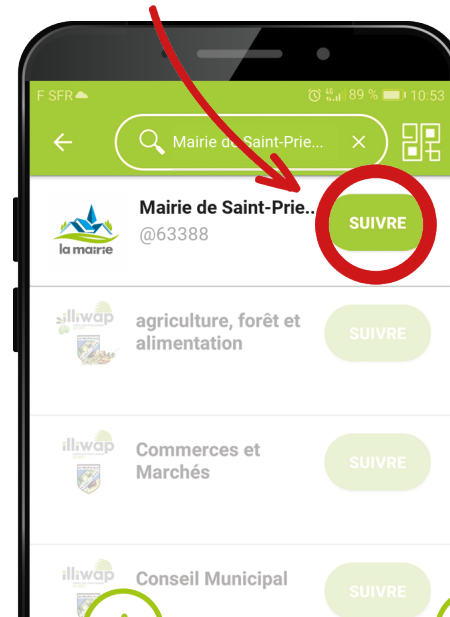 F SFR 4G 89 % 10:53
Mairie de Saint-Prie...
Mairie de Saint-Prie..
@63388
SUIVRE
la mairie
illiwap
agriculture, forêt et
alimentation
SUIVRE
illiwap
Commerces et
Marchés
SUIVRE
illiwap
Conseil Municipal
SUIVRE